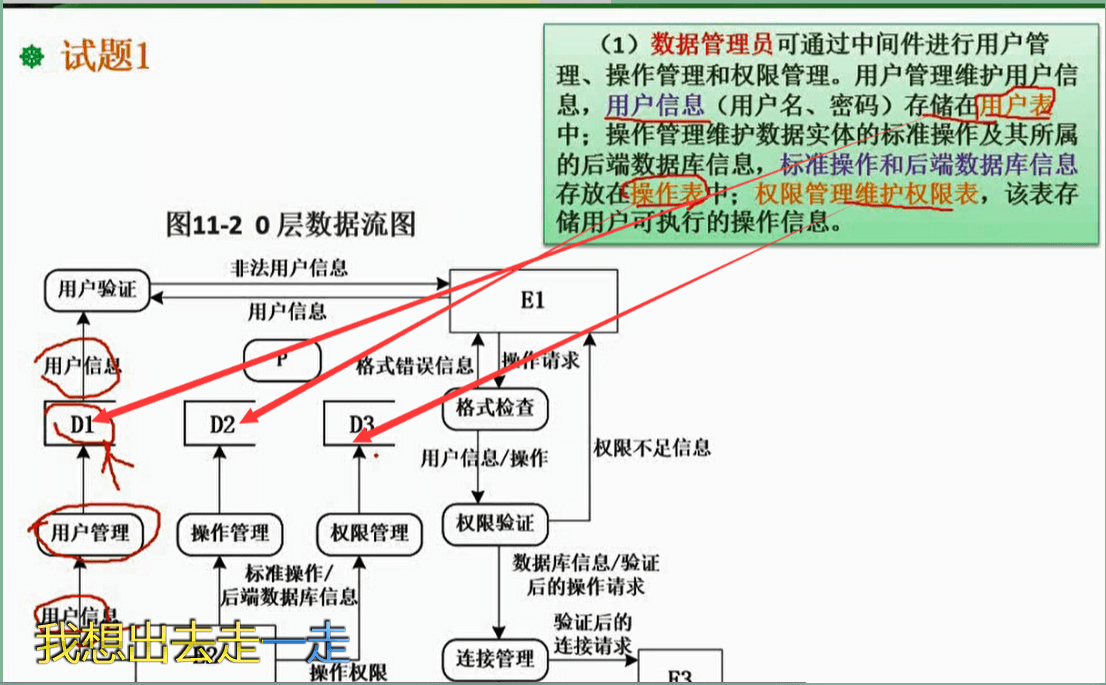 试题1
（1）数据管理员可通过中间件进行用户管
理、操作管理和权限管理。用户管理维护用户信
息，用户信息（用户名、密码）存储在用户表
中；操作管理维护数据实体的标准操作及其所属
的后端数据库信息，标准操作和后端数据库信息
存放在操作表中；权限管理维护权限表，该表存
储用户可执行的操作信息。
图11-2 0 层数据流图
非法用户信息
用户验证
E1
用户信息
用户信息
P
格式错误信息
操作请求
D1
D2
D3
格式检查
用户信息/操作
权限不足信息
用户管理
操作管理
权限管理
权限验证
标准操作/
后端数据库信息
数据库信息/验证
后的操作请求
用户信息
验证后的
连接请求
我想出去走一走
操作权限
连接管理
E3